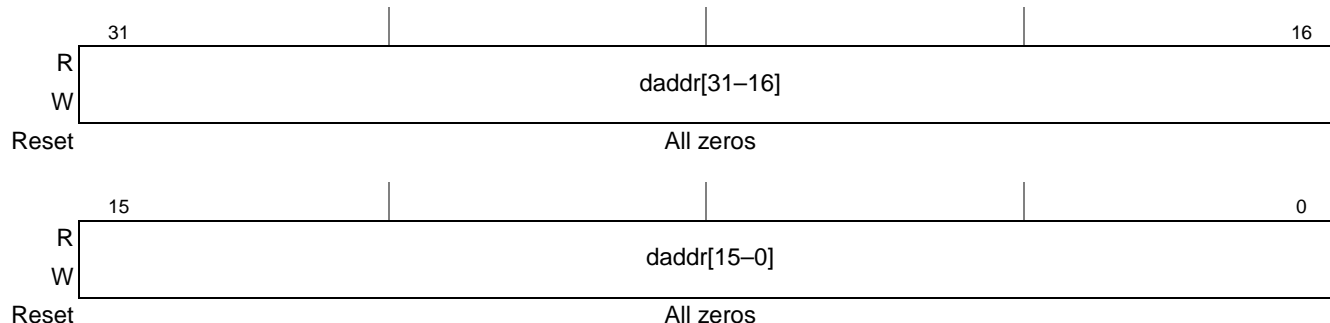 31 16
R
daddr[31–16]
W
Reset All zeros
15 0
R
daddr[15–0]
W
Reset All zeros